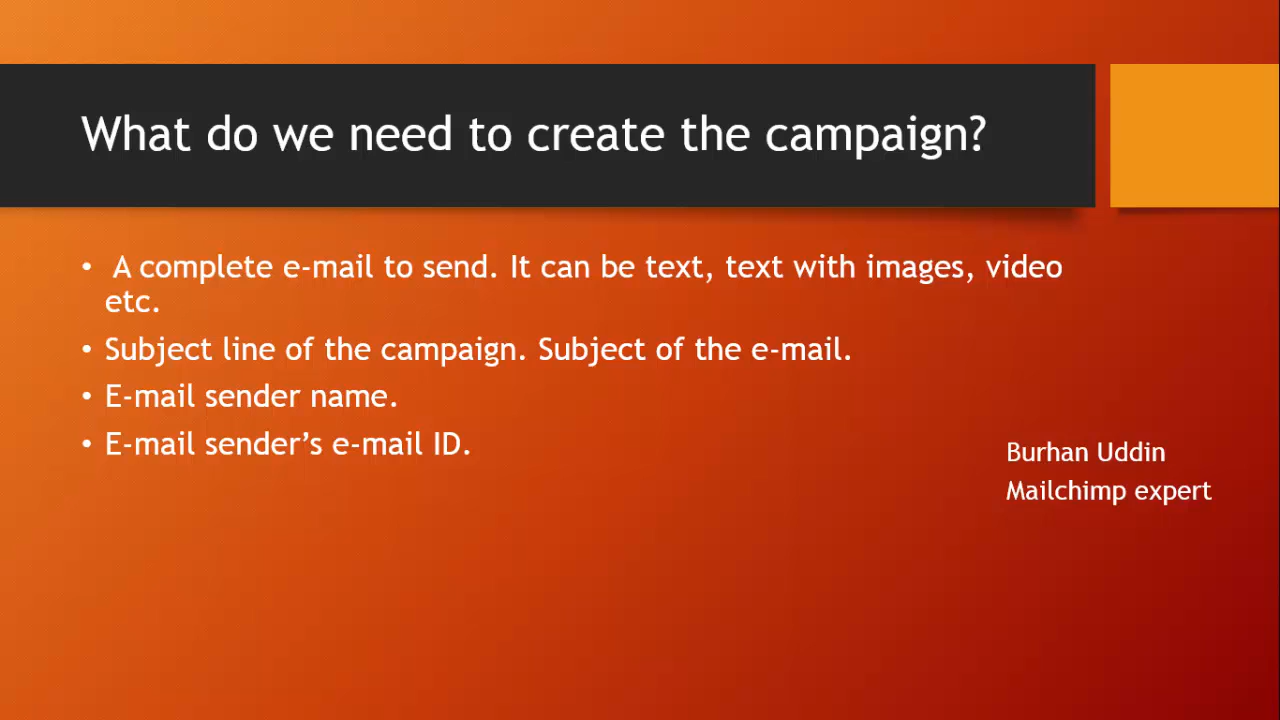 What do we need to create the campaign?
• A complete e-mail to send. It can be text, text with images, video
etc.
• Subject line of the campaign. Subject of the e-mail.
• E-mail sender name.
• E-mail sender’s e-mail ID.
Burhan Uddin
Mailchimp expert